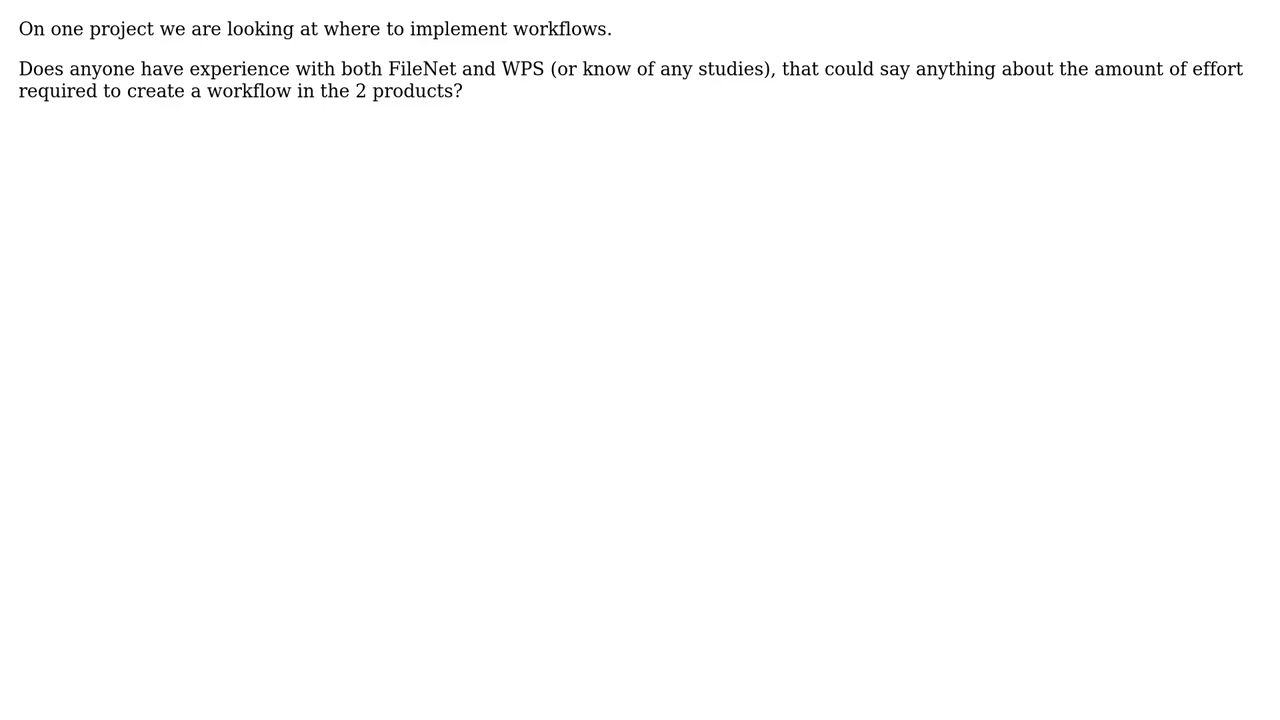 On one project we are looking at where to implement workflows.
Does anyone have experience with both FileNet and WPS (or know of any studies), that could say anything about the amount of effort
required to create a workflow in the 2 products?